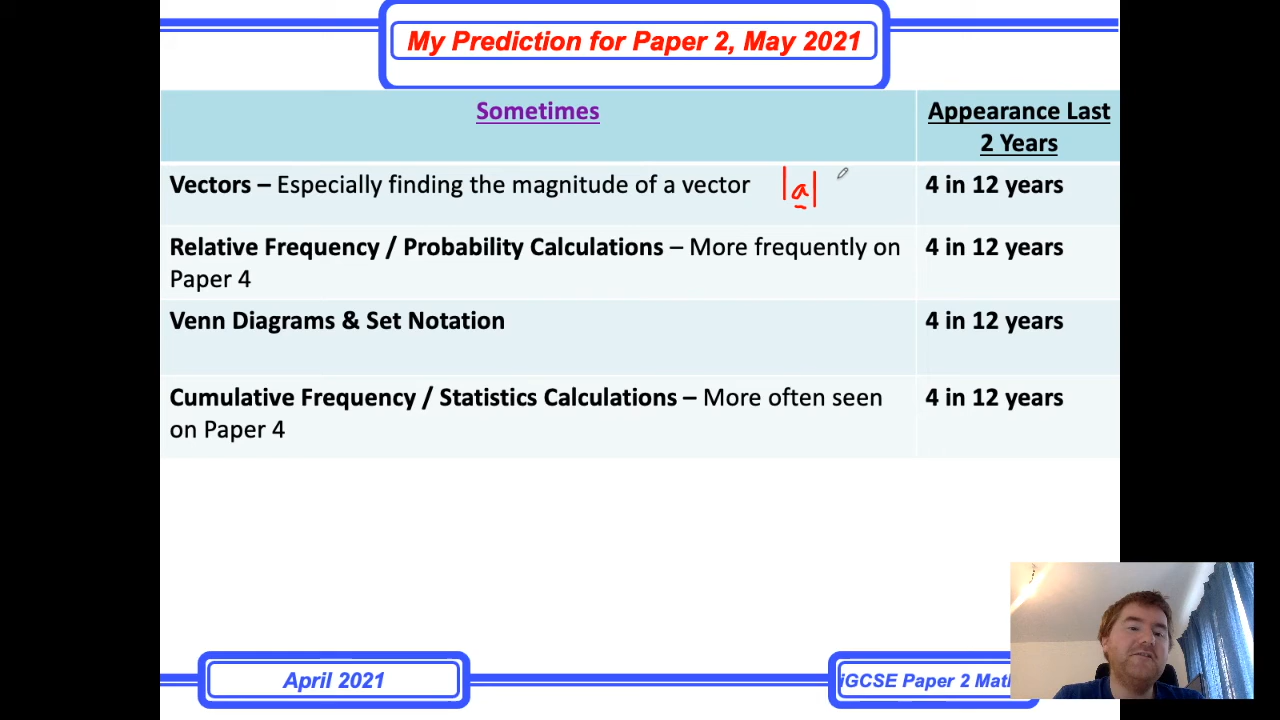 My Prediction for Paper 2, May 2021
Sometimes
Appearance Last
2 Years
Vectors – Especially finding the magnitude of a vector |a|
4 in 12 years
Relative Frequency / Probability Calculations – More frequently on
Paper 4
4 in 12 years
Venn Diagrams & Set Notation
4 in 12 years
Cumulative Frequency / Statistics Calculations – More often seen
on Paper 4
4 in 12 years
April 2021
iGCSE Paper 2